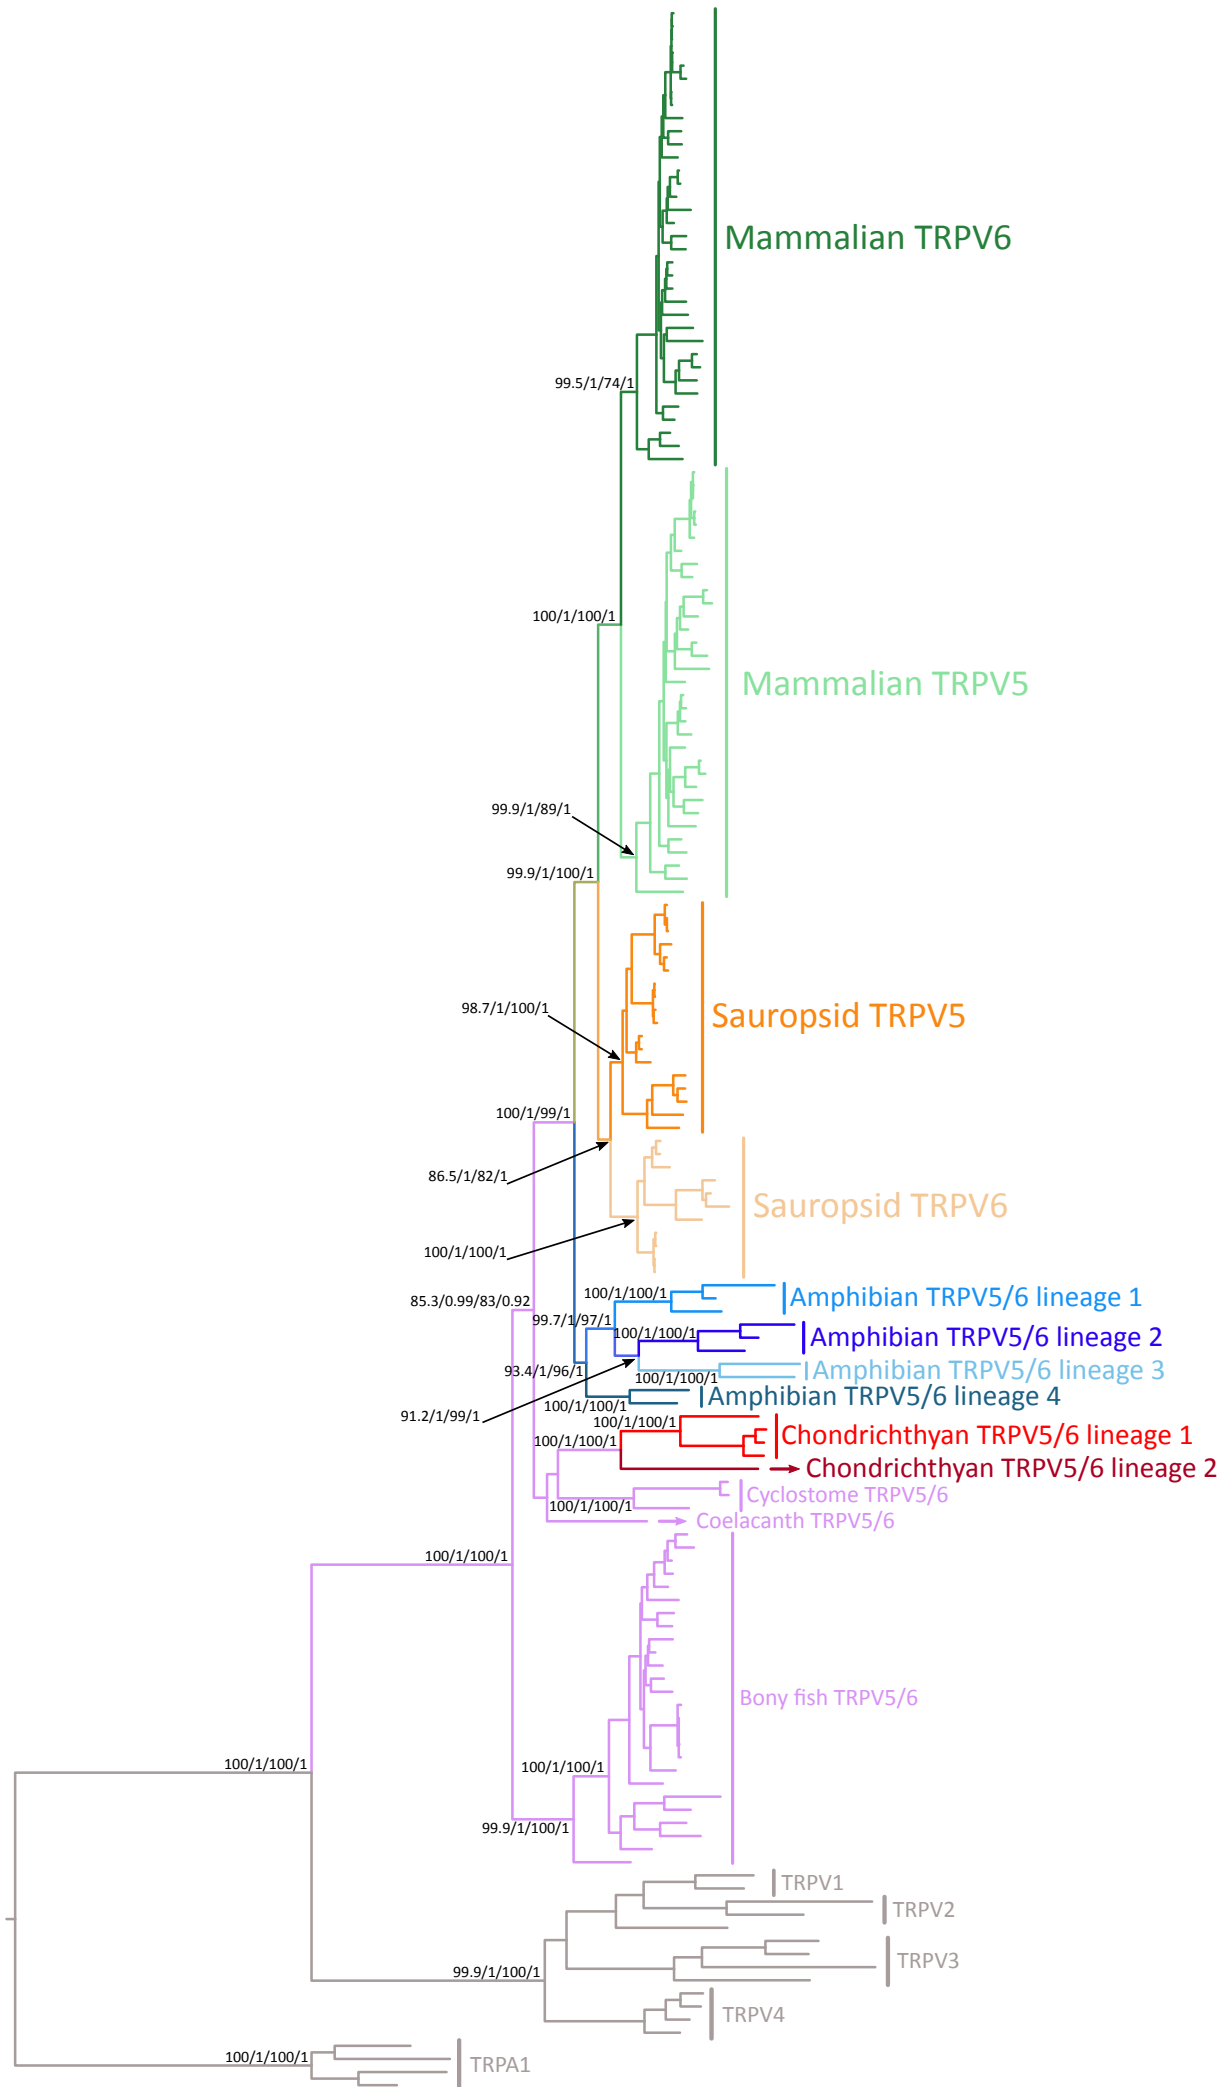 Mammalian TRPV6
99.5/1/74/1
100/1/100/1
Mammalian TRPV5
99.9/1/89/1
99.9/1/100/1
98.7/1/100/1
Sauropsid TRPV5
100/1/99/1
86.5/1/82/1
Sauropsid TRPV6
100/1/100/1
85.3/0.99/83/0.92
100/1/100/1
Amphibian TRPV5/6 lineage 1
99.7/1/97/1
100/1/100/1
Amphibian TRPV5/6 lineage 2
93.4/1/96/1
Amphibian TRPV5/6 lineage 3
100/1/100/1
Amphibian TRPV5/6 lineage 4
100/1/100/1
91.2/1/99/1
100/1/100/1
Chondrichthyan TRPV5/6 lineage 1
100/1/100/1
Chondrichthyan TRPV5/6 lineage 2
Cyclostome TRPV5/6
100/1/100/1
Coelacanth TRPV5/6
100/1/100/1
Bony fish TRPV5/6
100/1/100/1
100/1/100/1
99.9/1/100/1
TRPV1
TRPV2
TRPV3
99.9/1/100/1
TRPV4
100/1/100/1
TRPA1